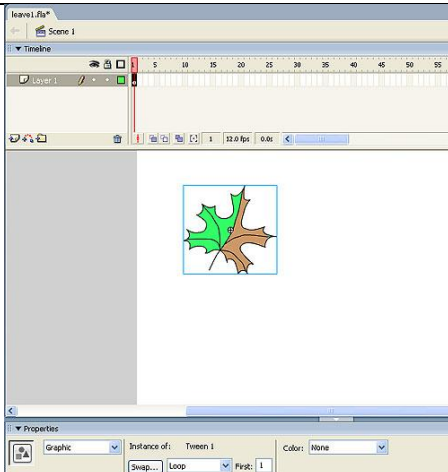 leave1.fla*
Scene 1
Timeline
1 5 10 15 20 25 30 35 40 45 50 55
Layer 1
1 12.0 fps 0.0s
Properties
Graphic Instance of: Tween 1 Color: None
Swap... Loop First: 1